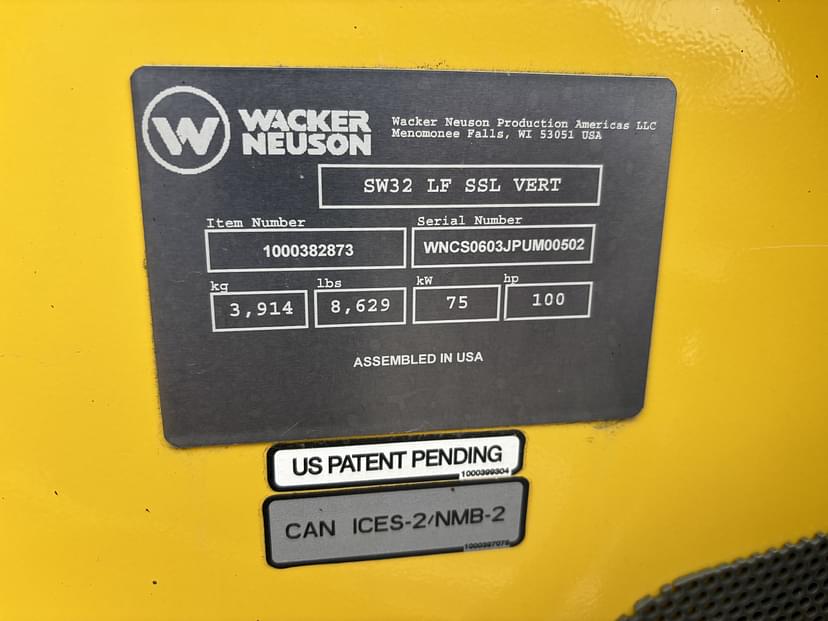 W WACKER
NEUSON
Wacker Neuson Production Americas LLC
Menomonee Falls, WI 53051 USA
SW32 LF SSL VERT
Item Number
1000382873
Serial Number
WNCS0603JPUM00502
kg
3,914
lbs
8,629
kW
75
hp
100
ASSEMBLED IN USA
US PATENT PENDING
1000399304
CAN ICES-2/NMB-2